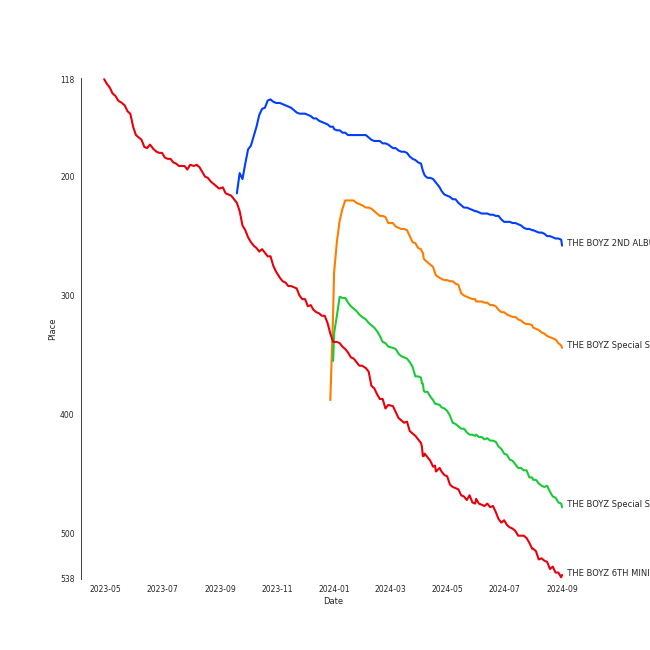 118
200
300
400
500
538
Place
2023-05
2023-07
2023-09
2023-11
2024-01
2024-03
2024-05
2024-07
2024-09
Date
THE BOYZ 2ND ALBU
THE BOYZ Special S
THE BOYZ Special S
THE BOYZ 6TH MINI